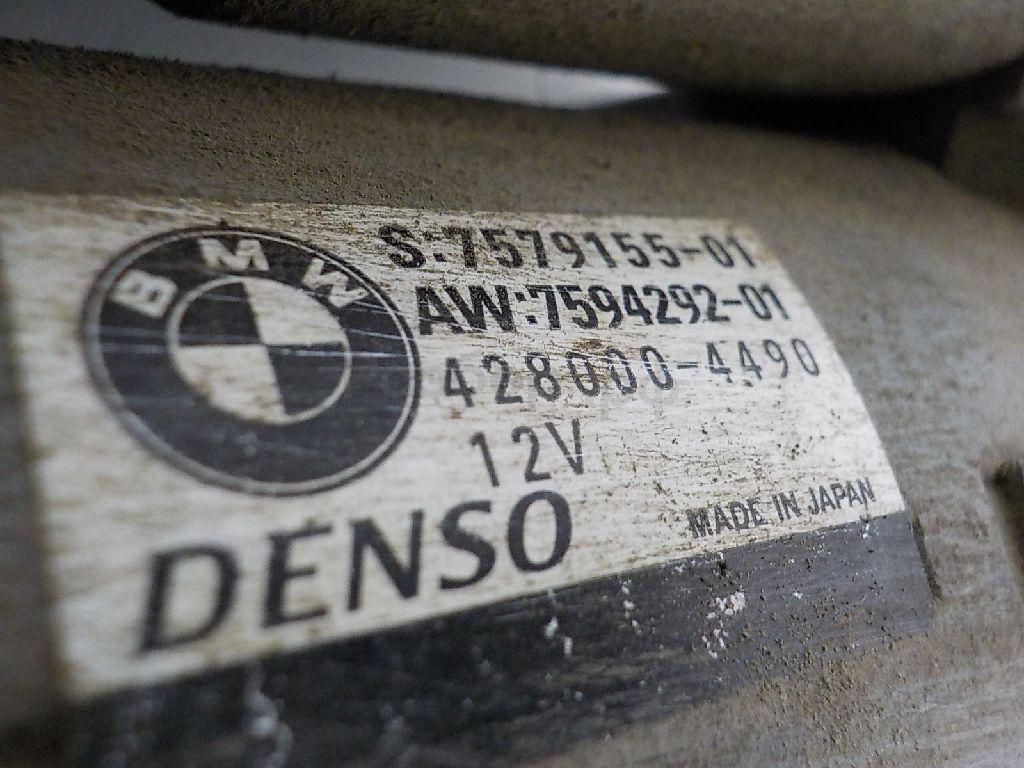 BMW
S:7579155-01
AW:7594292-01
428000-4490
12V
DENSO
MADE IN JAPAN